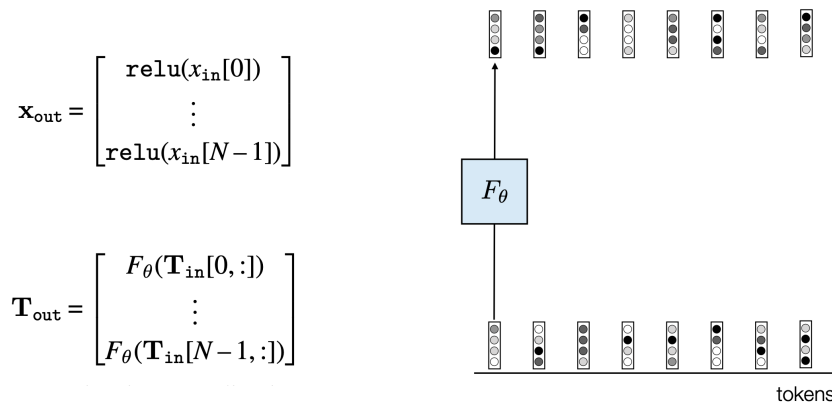 x_out = [ relu(x_in[0])
⋮
relu(x_in[N − 1]) ]
F_θ
T_out = [ F_θ(T_in[0,:])
⋮
F_θ(T_in[N−1,:]) ]
tokens